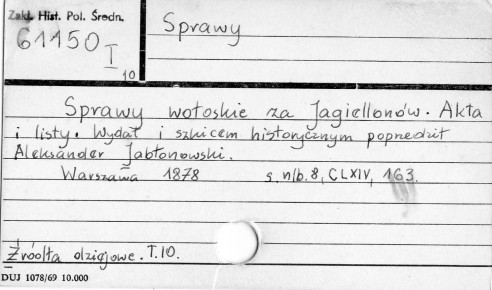 Zakł. Hist. Pol. Średn.
61150 I
10
Sprawy
Sprawy wołoskie za Jagiellonów. Akta
i listy. Wydał i szkicem historycznym poprzedził
Aleksander Jabłonowski.
Warszawa 1878 s. nlb. 8, CLXIV, 163.
Źródła dziejowe. T.10.
DUJ 1078/69 10.000